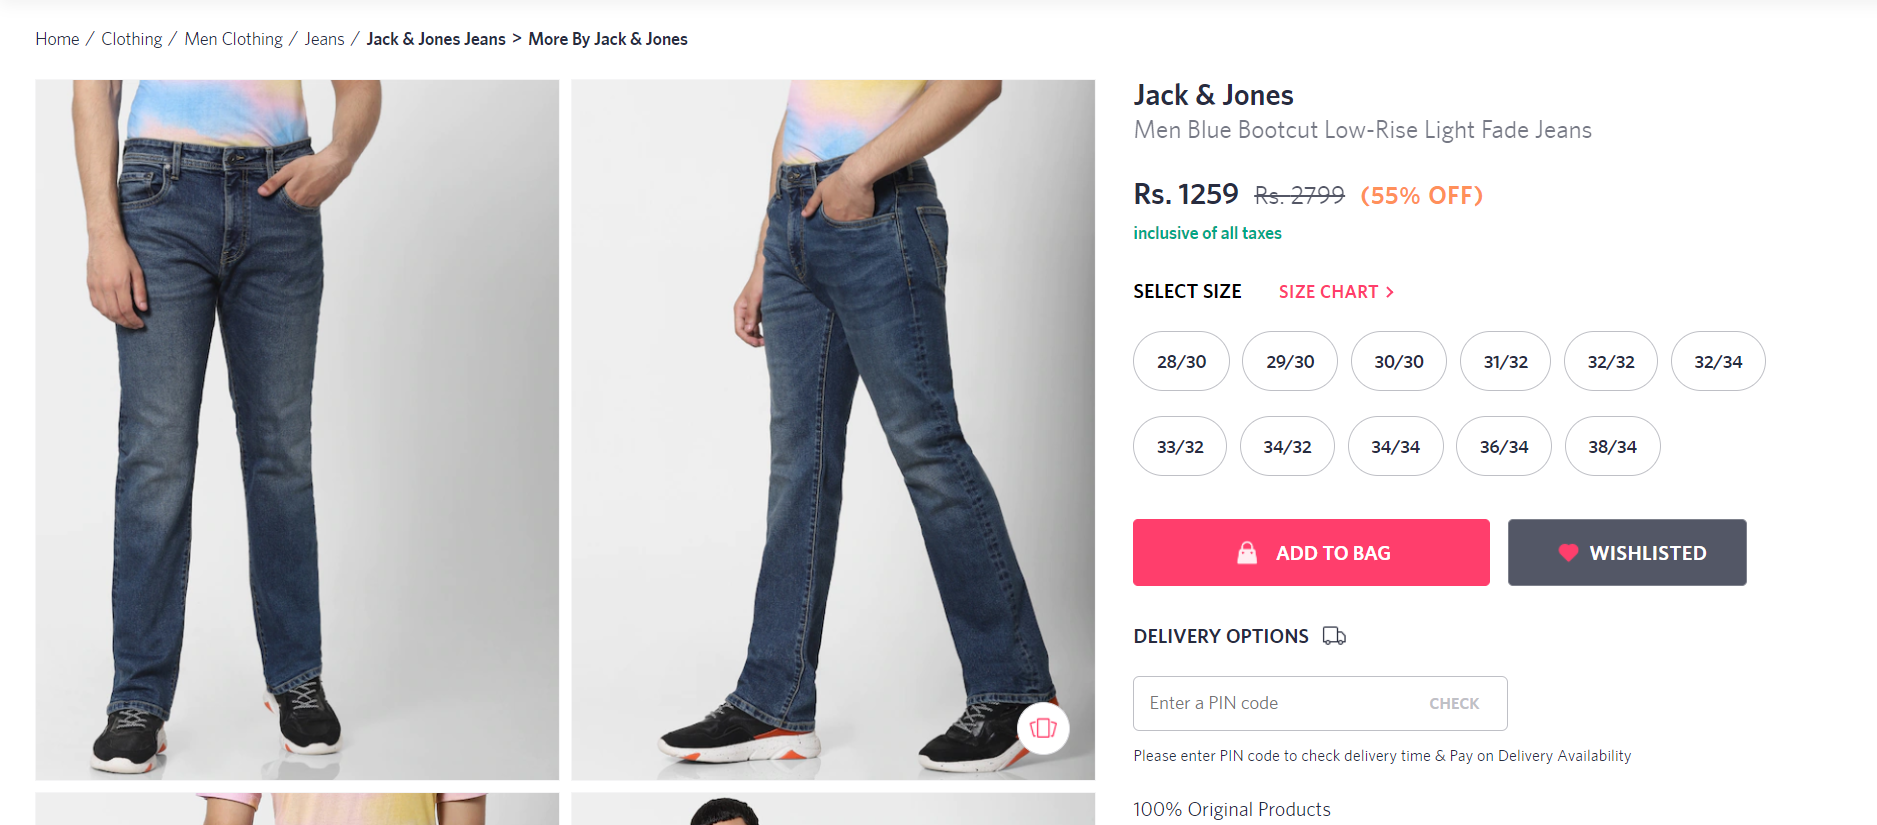 Home / Clothing / Men Clothing / Jeans / Jack & Jones Jeans > More By Jack & Jones
Jack & Jones
Men Blue Bootcut Low-Rise Light Fade Jeans
Rs. 1259 Rs. 2799 (55% OFF)
inclusive of all taxes
SELECT SIZE SIZE CHART >
28/30 29/30 30/30 31/32 32/32 32/34
33/32 34/32 34/34 36/34 38/34
ADD TO BAG WISHLISTED
DELIVERY OPTIONS
Enter a PIN code CHECK
Please enter PIN code to check delivery time & Pay on Delivery Availability
100% Original Products